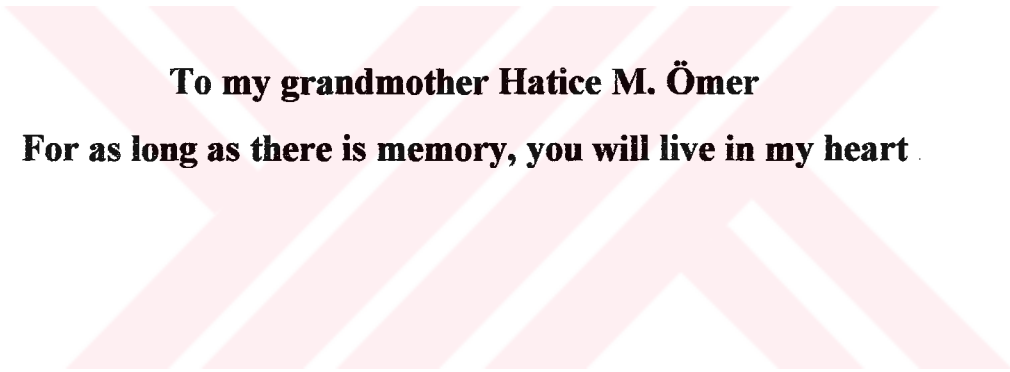 To my grandmother Hatice M. Ömer
For as long as there is memory, you will live in my heart